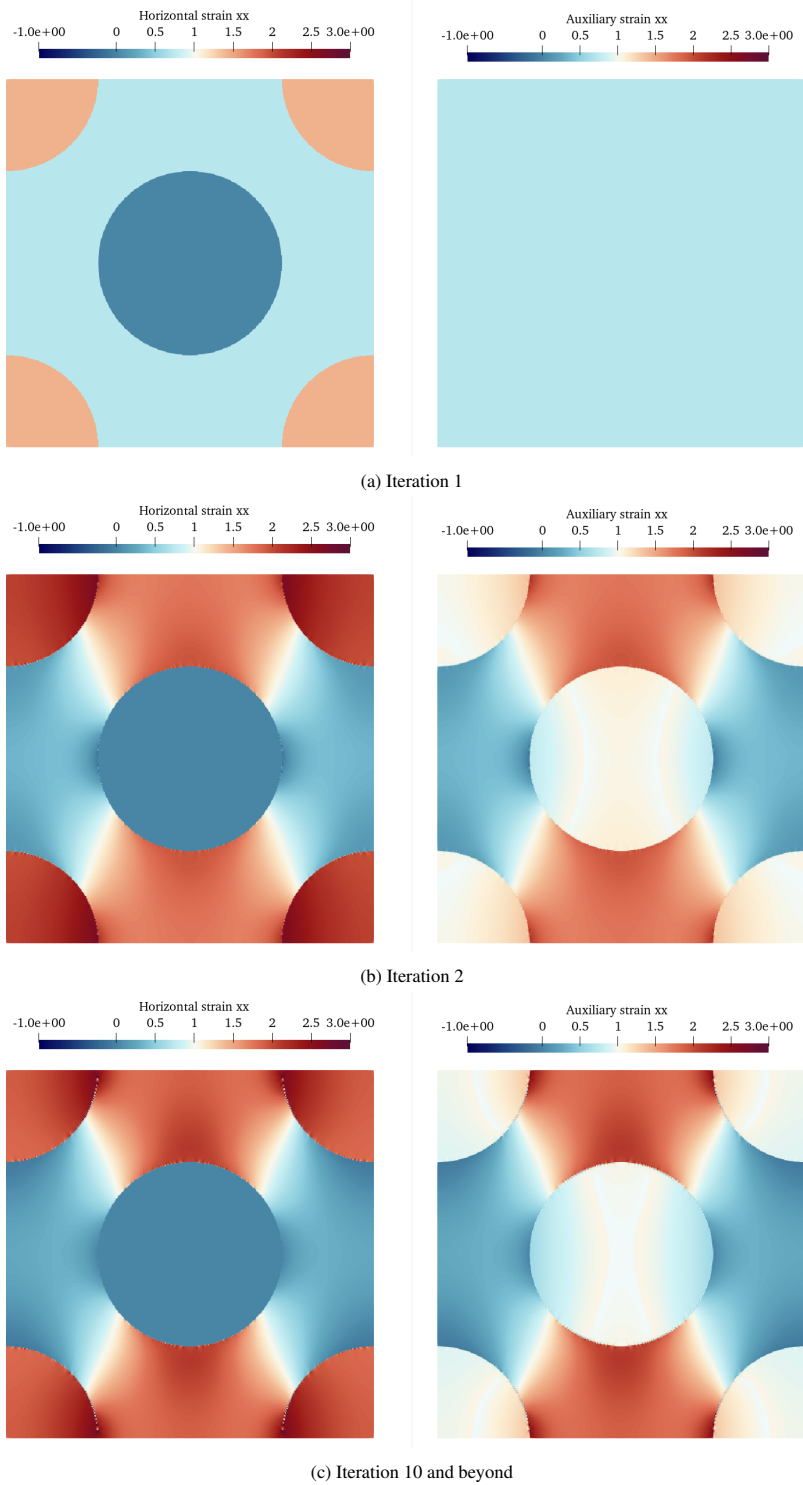 Horizontal strain xx
-1.0e+00 0 0.5 1 1.5 2 2.5 3.0e+00
Auxiliary strain xx
-1.0e+00 0 0.5 1 1.5 2 2.5 3.0e+00
(a) Iteration 1
Horizontal strain xx
-1.0e+00 0 0.5 1 1.5 2 2.5 3.0e+00
Auxiliary strain xx
-1.0e+00 0 0.5 1 1.5 2 2.5 3.0e+00
(b) Iteration 2
Horizontal strain xx
-1.0e+00 0 0.5 1 1.5 2 2.5 3.0e+00
Auxiliary strain xx
-1.0e+00 0 0.5 1 1.5 2 2.5 3.0e+00
(c) Iteration 10 and beyond